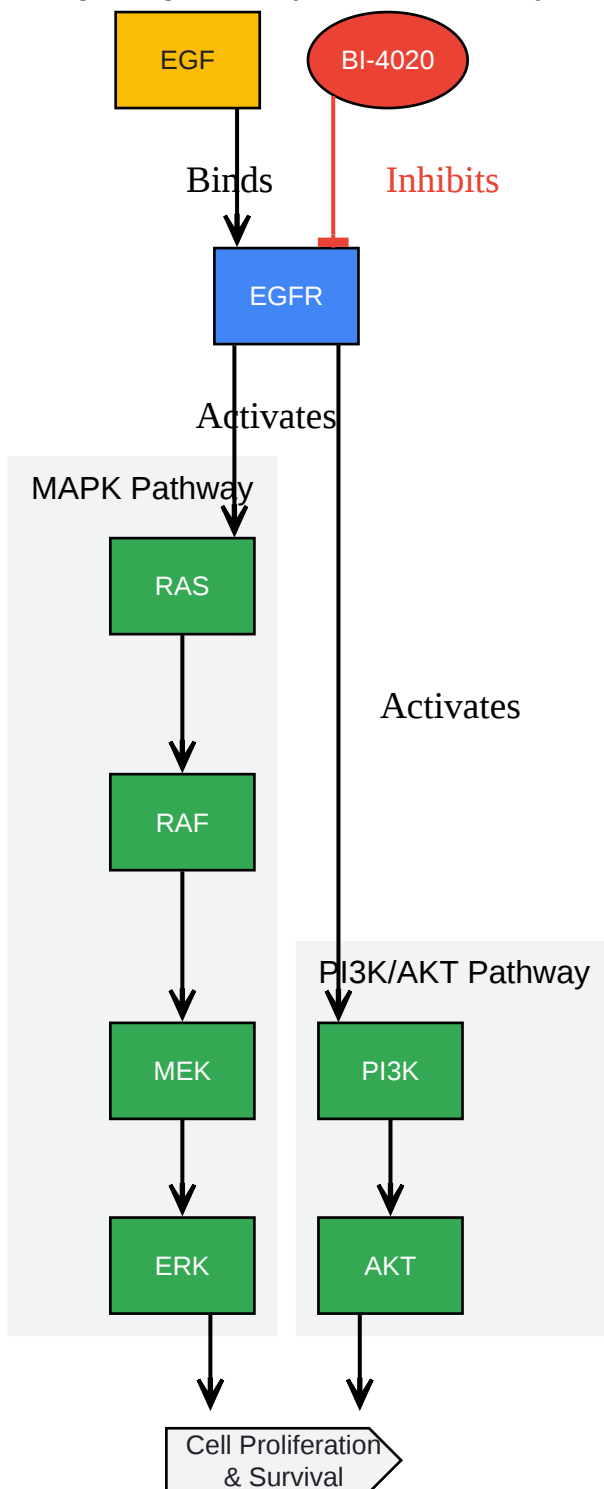 EGF
BI-4020
Binds
Inhibits
EGFR
Activates
MAPK Pathway
RAS
Activates
RAF
PI3K/AKT Pathway
MEK
PI3K
ERK
AKT
Cell Proliferation
& Survival